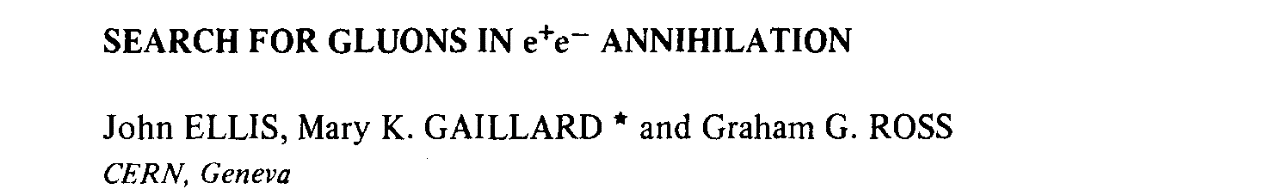 SEARCH FOR GLUONS IN e⁺e⁻ ANNIHILATION
John ELLIS, Mary K. GAILLARD * and Graham G. ROSS
CERN, Geneva